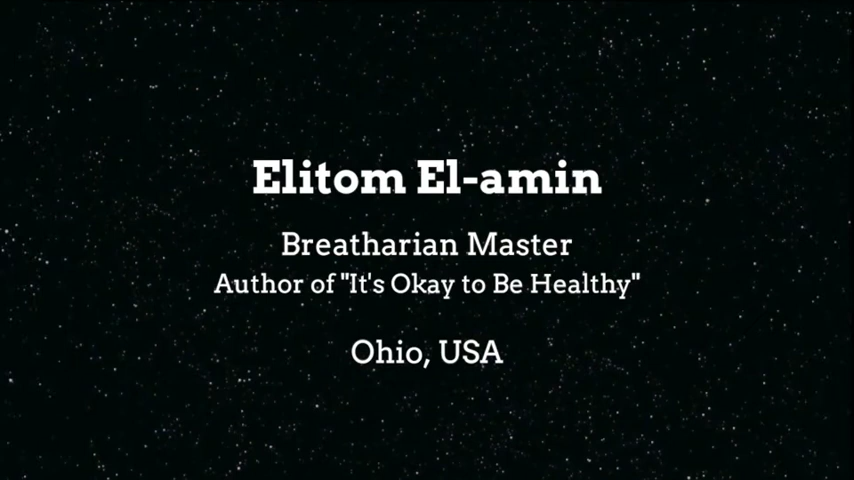 Elitom El-amin
Breatharian Master
Author of "It's Okay to Be Healthy"
Ohio, USA